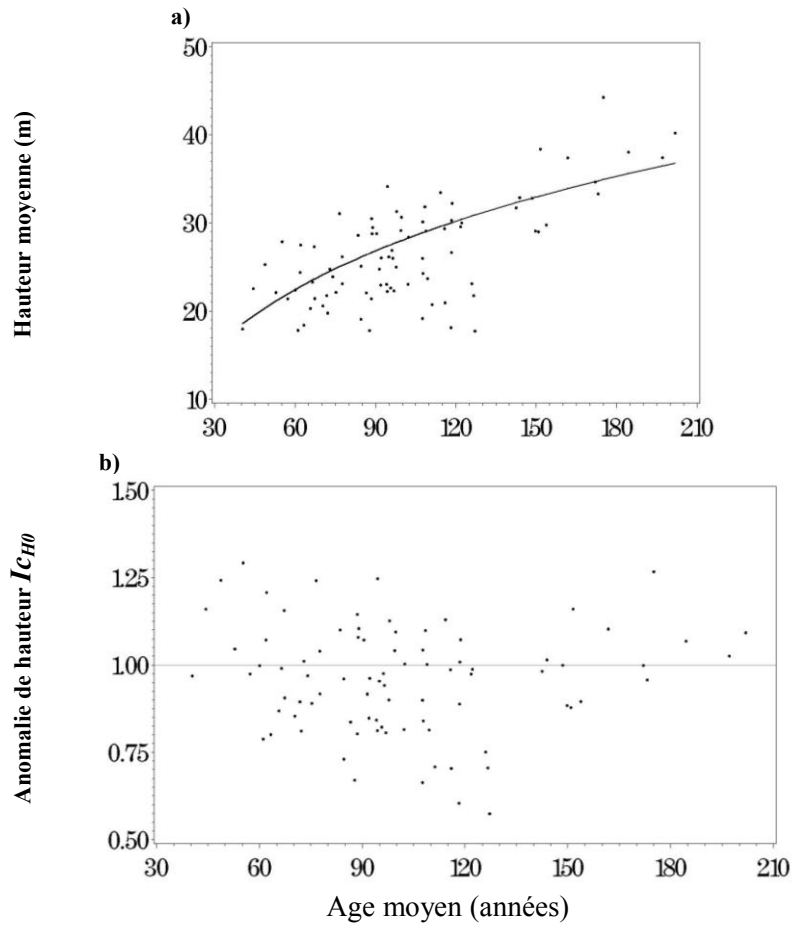 a)
Hauteur moyenne (m)
50
40
30
20
10
30 60 90 120 150 180 210
b)
Anomalie de hauteur Ic_H0
1.50
1.25
1.00
0.75
0.50
30 60 90 120 150 180 210
Age moyen (années)